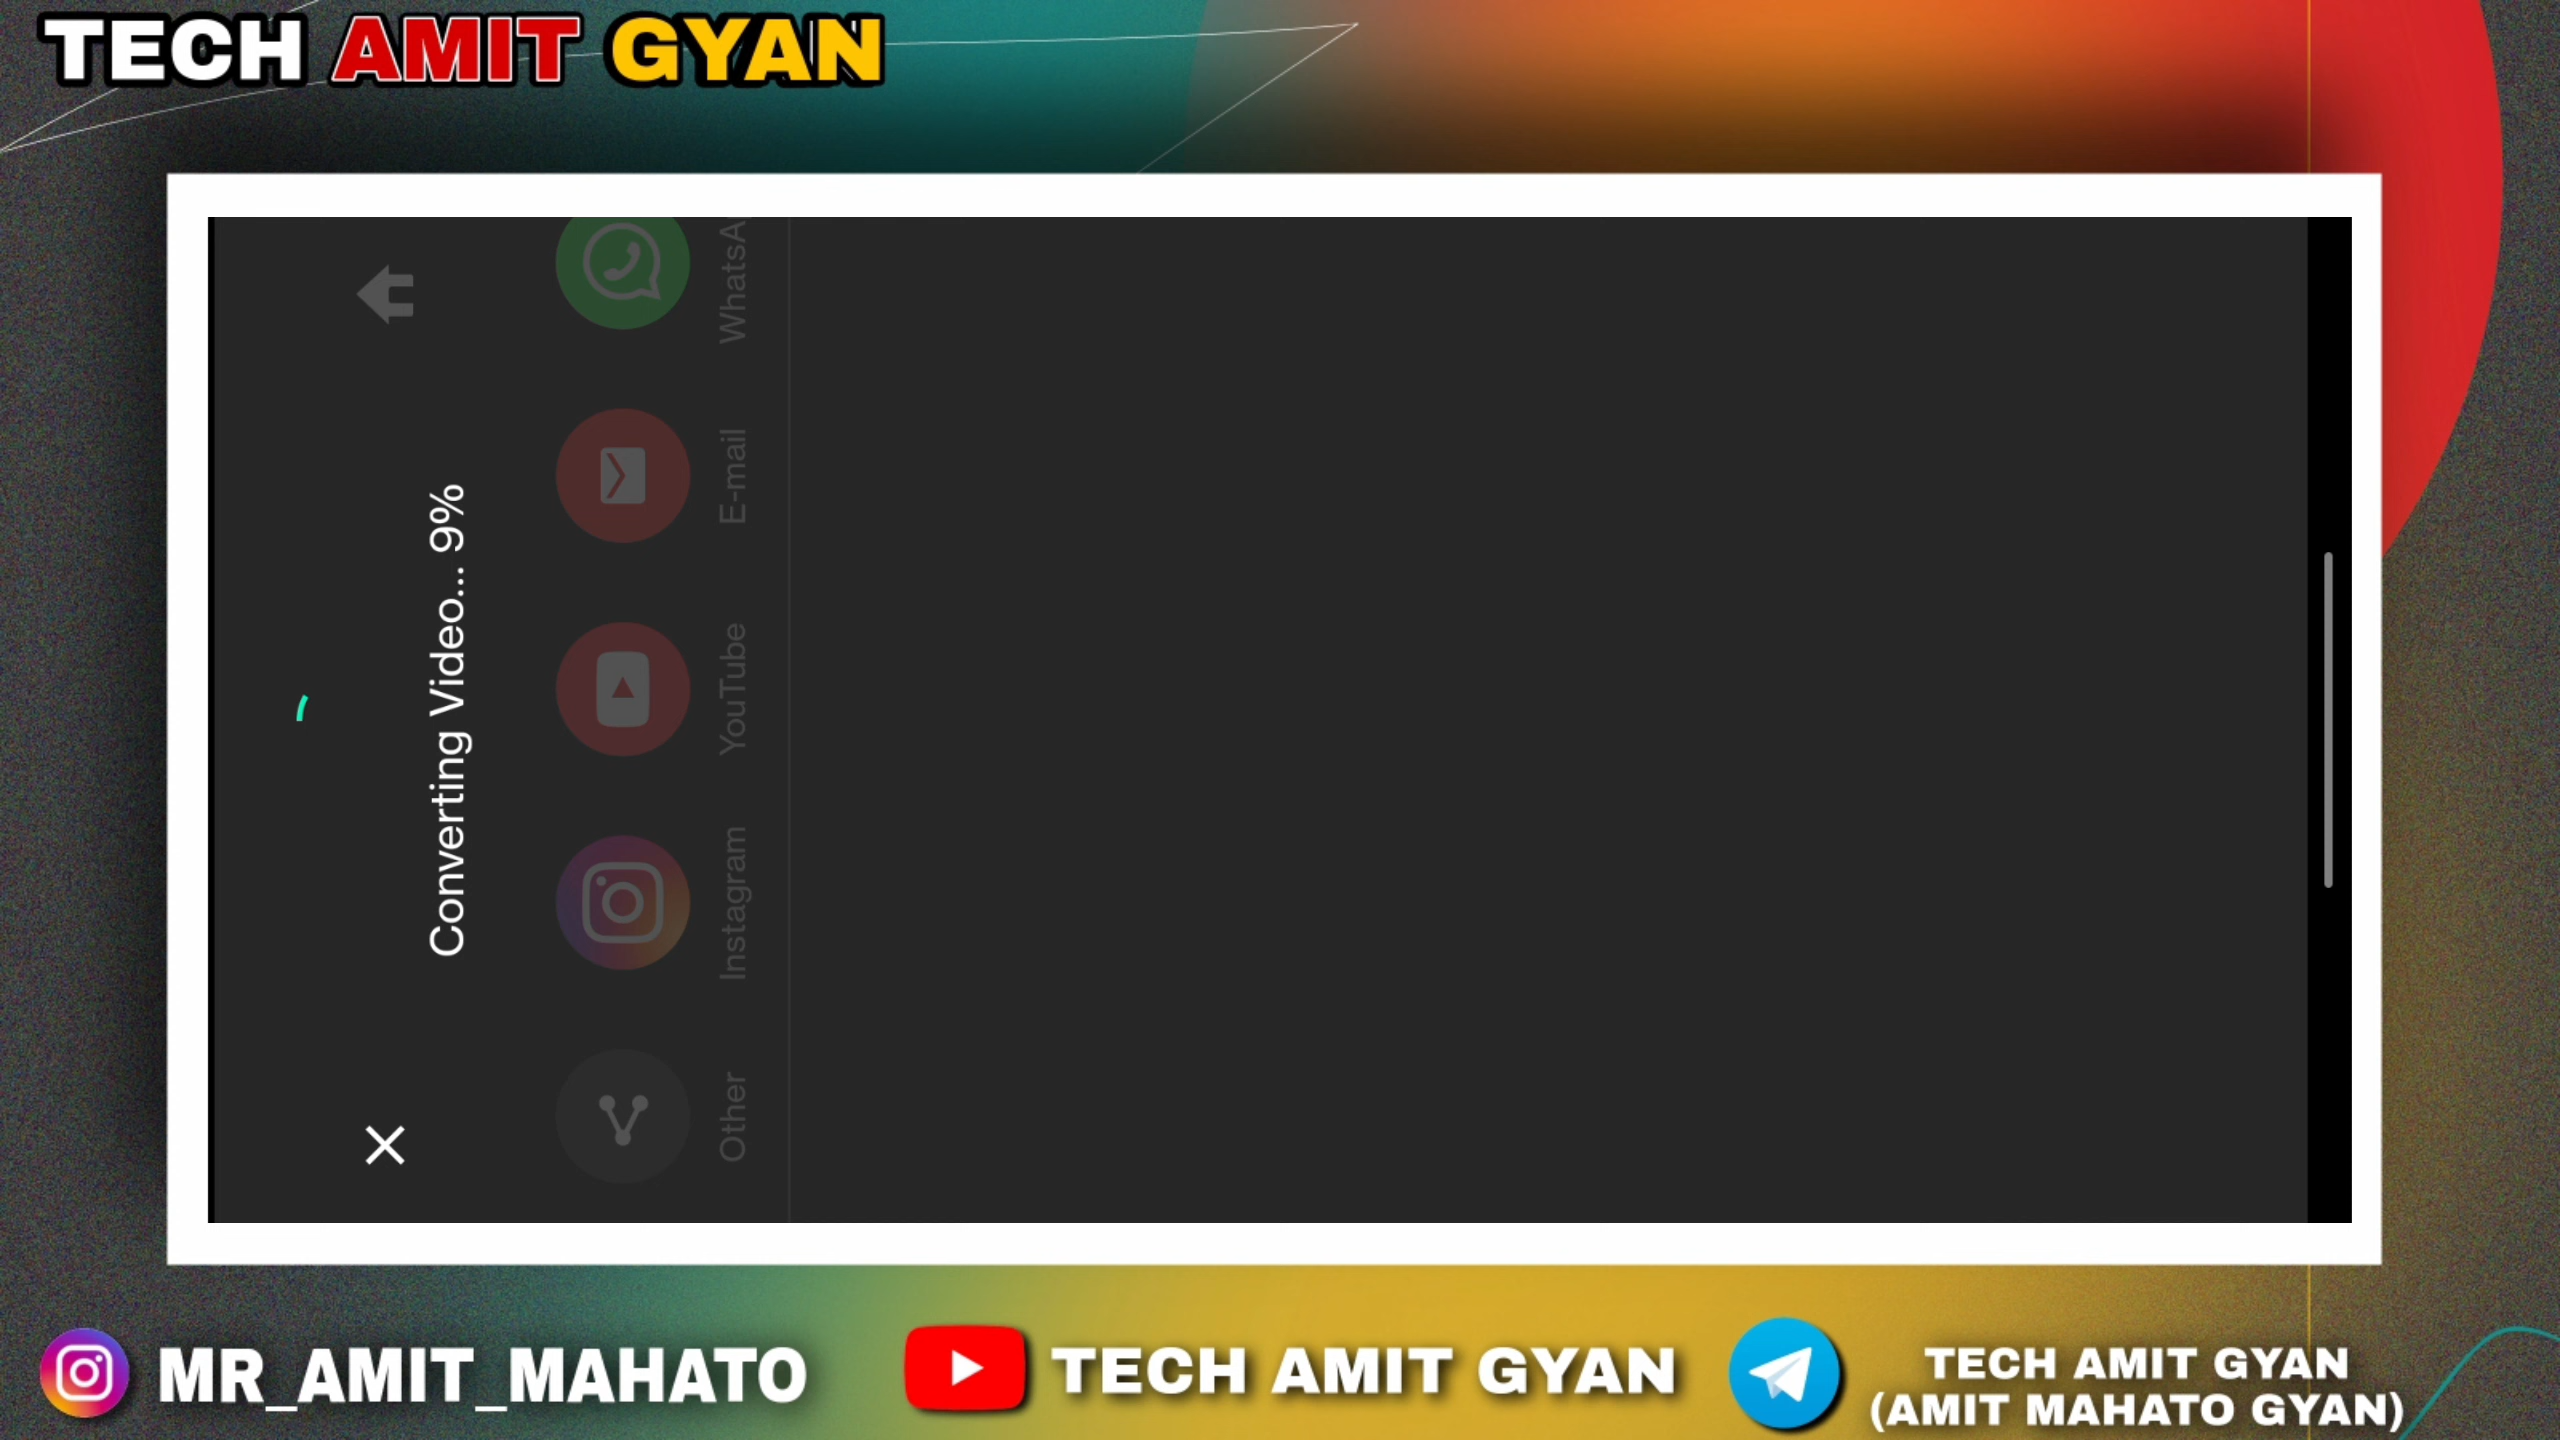 TECH AMIT GYAN
Converting Video... 9%
WhatsA
E-mail
YouTube
Instagram
Other
MR_AMIT_MAHATO
TECH AMIT GYAN
TECH AMIT GYAN
(AMIT MAHATO GYAN)